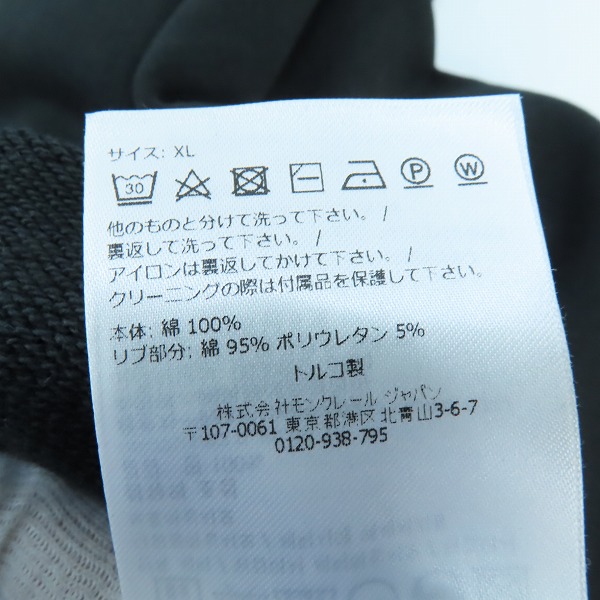 サイズ: XL
30 P W
他のものと分けて洗って下さい。/
裏返して洗って下さい。/
アイロンは裏返してかけて下さい。/
クリーニングの際は付属品を保護して下さい。
本体: 綿 100%
リブ部分: 綿 95% ポリウレタン 5%
トルコ製
株式会社モンクレール ジャパン
〒107-0061 東京都港区北青山3-6-7
0120-938-795